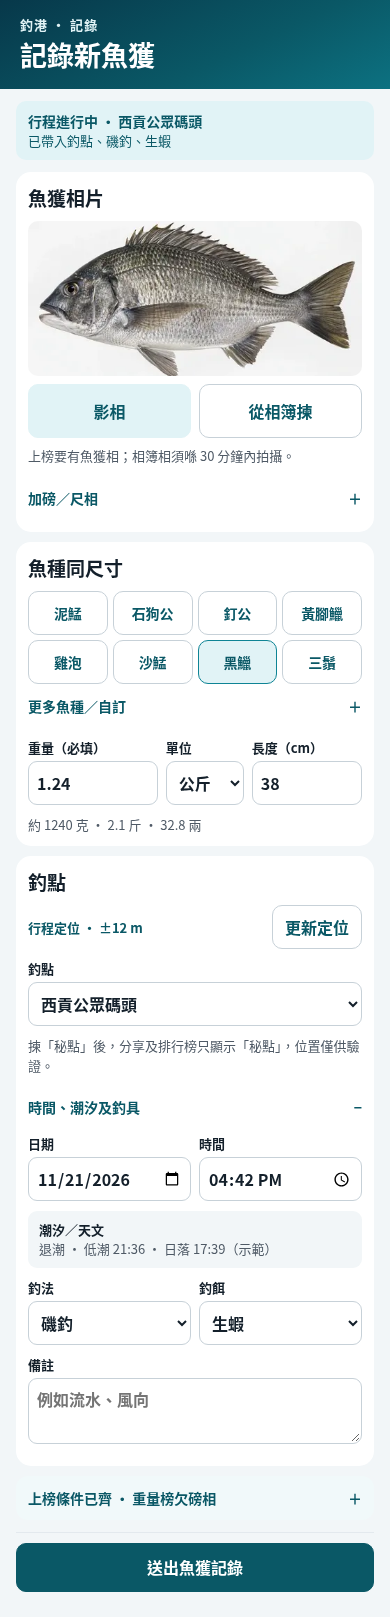 釣港 · 記錄
記錄新魚獲
行程進行中 · 西貢公眾碼頭
已帶入釣點、磯釣、生蝦
魚獲相片
影相
從相簿揀
上榜要有魚獲相；相簿相須喺 30 分鐘內拍攝。
加磅／尺相 +
魚種同尺寸
泥鯭 石狗公 釘公 黃腳鱲
雞泡 沙鯭 黑鱲 三鬚
更多魚種／自訂 +
重量（必填） 單位 長度（cm）
1.24 公斤 38
約 1240 克 · 2.1 斤 · 32.8 兩
釣點
行程定位 · ±12 m 更新定位
釣點
西貢公眾碼頭
揀「秘點」後，分享及排行榜只顯示「秘點」，位置僅供驗
證。
時間、潮汐及釣具 −
日期 時間
11/21/2026 04:42 PM
潮汐／天文
退潮 · 低潮 21:36 · 日落 17:39（示範）
釣法 釣餌
磯釣 生蝦
備註
例如流水、風向
上榜條件已齊 · 重量榜欠磅相 +
送出魚獲記錄